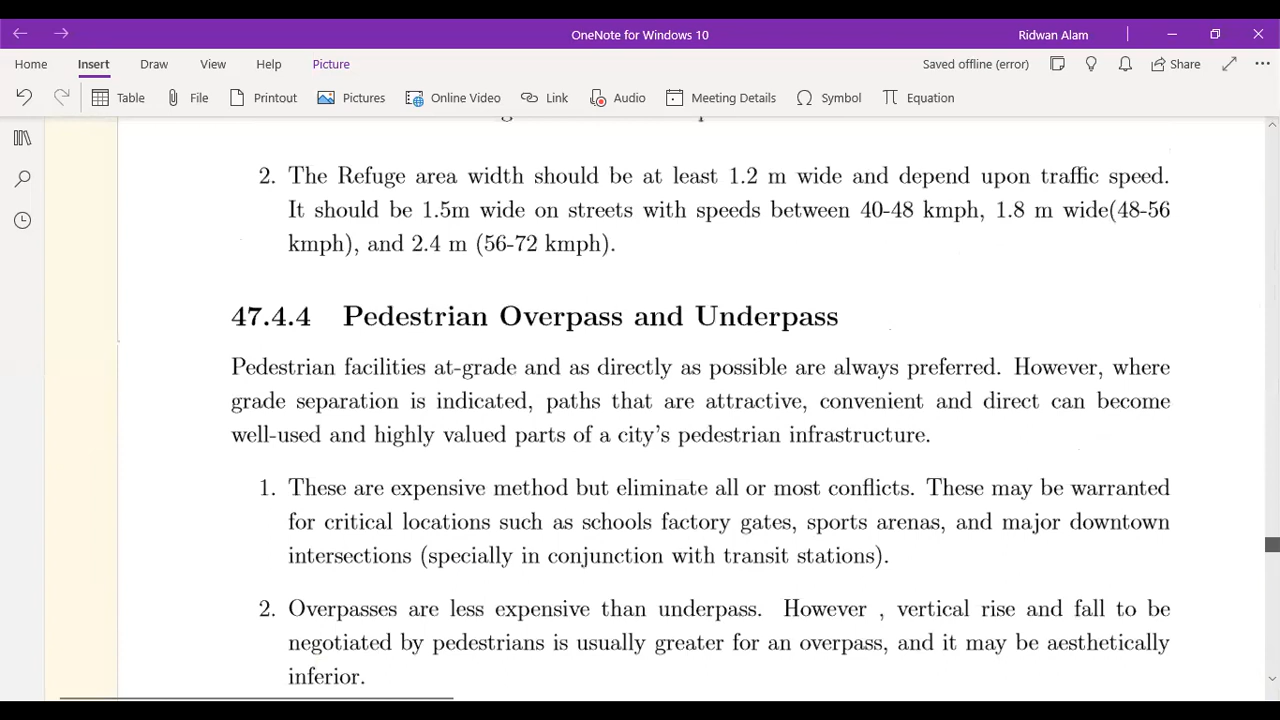 OneNote for Windows 10
Ridwan Alam
Home Insert Draw View Help Picture
Saved offline (error) Share
Table File Printout Pictures Online Video Link Audio Meeting Details Symbol Equation
2. The Refuge area width should be at least 1.2 m wide and depend upon traffic speed.
It should be 1.5m wide on streets with speeds between 40-48 kmph, 1.8 m wide(48-56
kmph), and 2.4 m (56-72 kmph).
47.4.4 Pedestrian Overpass and Underpass
Pedestrian facilities at-grade and as directly as possible are always preferred. However, where
grade separation is indicated, paths that are attractive, convenient and direct can become
well-used and highly valued parts of a city's pedestrian infrastructure.
1. These are expensive method but eliminate all or most conflicts. These may be warranted
for critical locations such as schools factory gates, sports arenas, and major downtown
intersections (specially in conjunction with transit stations).
2. Overpasses are less expensive than underpass. However , vertical rise and fall to be
negotiated by pedestrians is usually greater for an overpass, and it may be aesthetically
inferior.